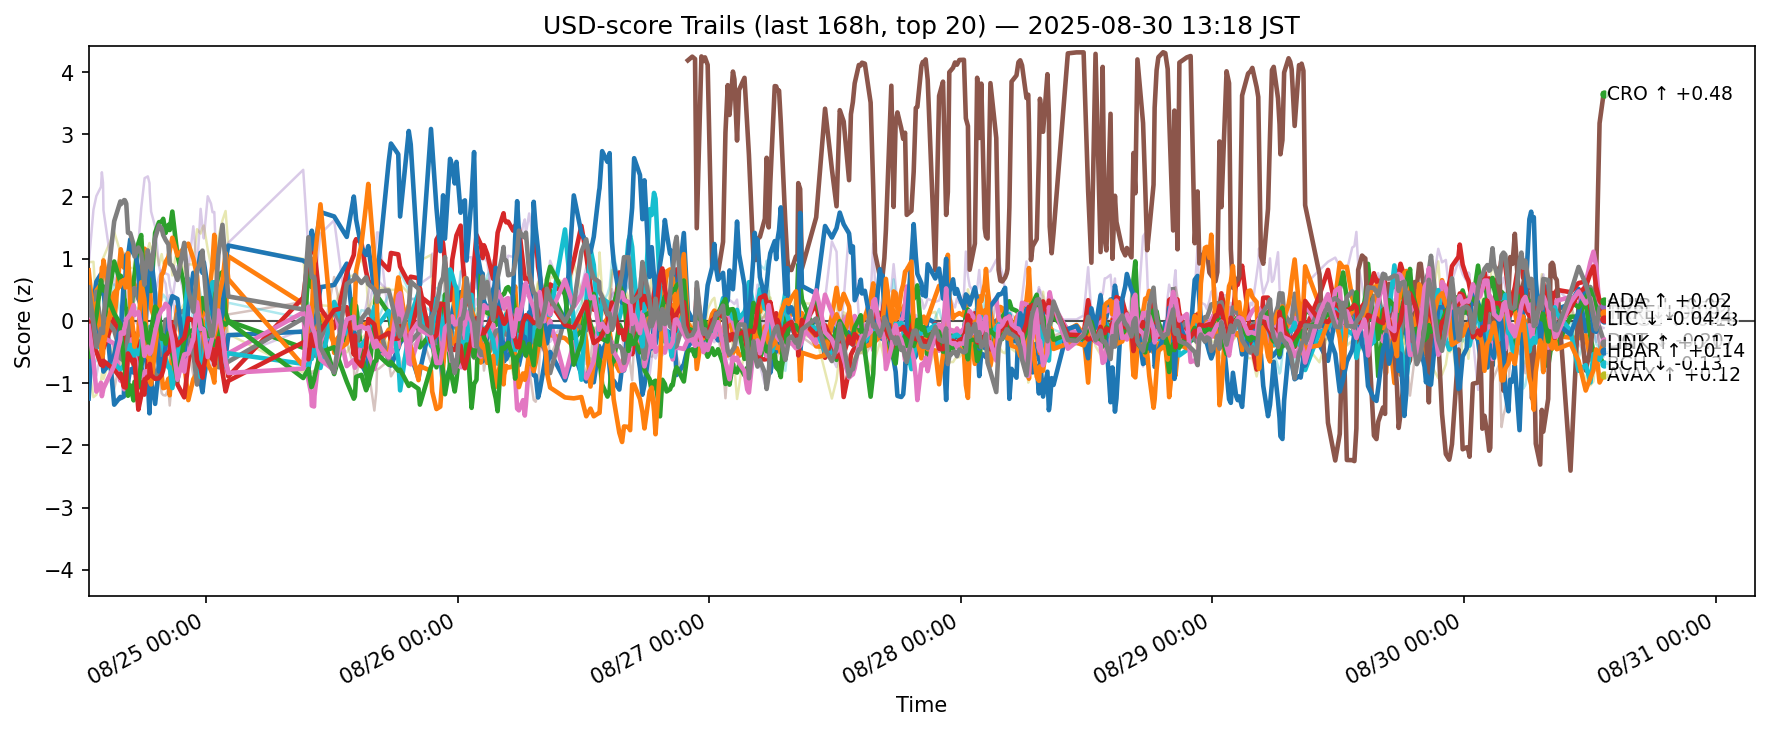 USD-score Trails (last 168h, top 20) — 2025-08-30 13:18 JST
Score (z)
4
3
2
1
0
−1
−2
−3
−4
CRO ↑ +0.48
ADA ↑ +0.02
LTC ↓ -0.04
HBAR ↑ +0.14
BCH ↓ -0.13
AVAX ↑ +0.12
08/25 00:00
08/26 00:00
08/27 00:00
08/28 00:00
08/29 00:00
08/30 00:00
08/31 00:00
Time